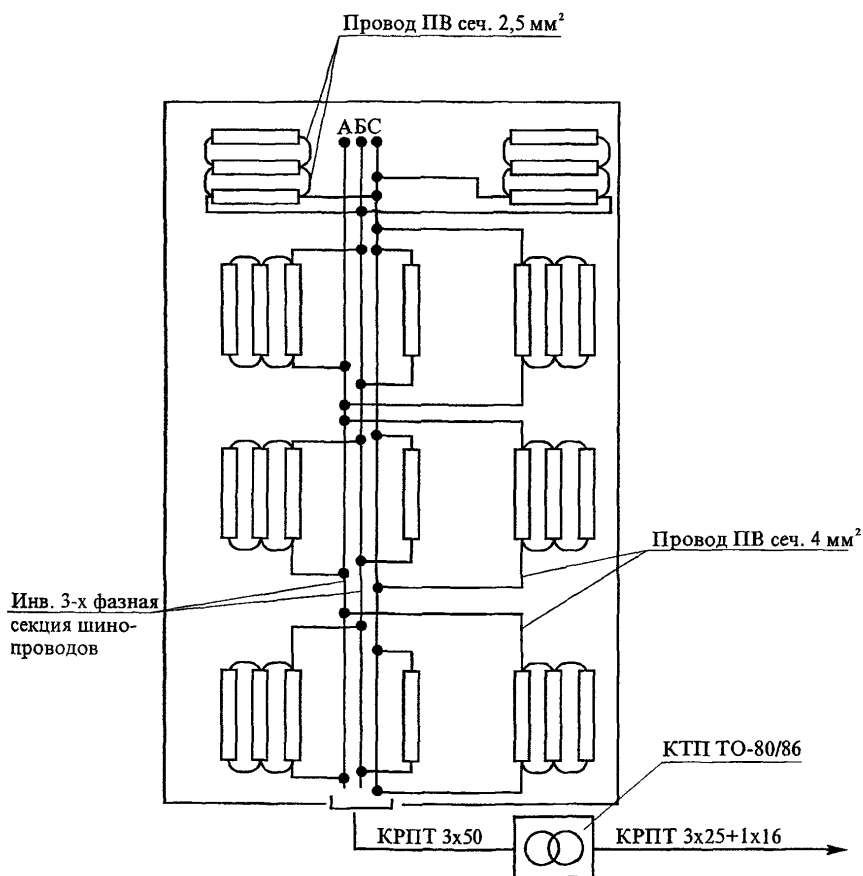 Провод ПВ сеч. 2,5 мм²
АБС
Провод ПВ сеч. 4 мм²
Инв. 3-х фазная
секция шино-
проводов
КТП ТО-80/86
КРПТ 3х50
КРПТ 3х25+1х16